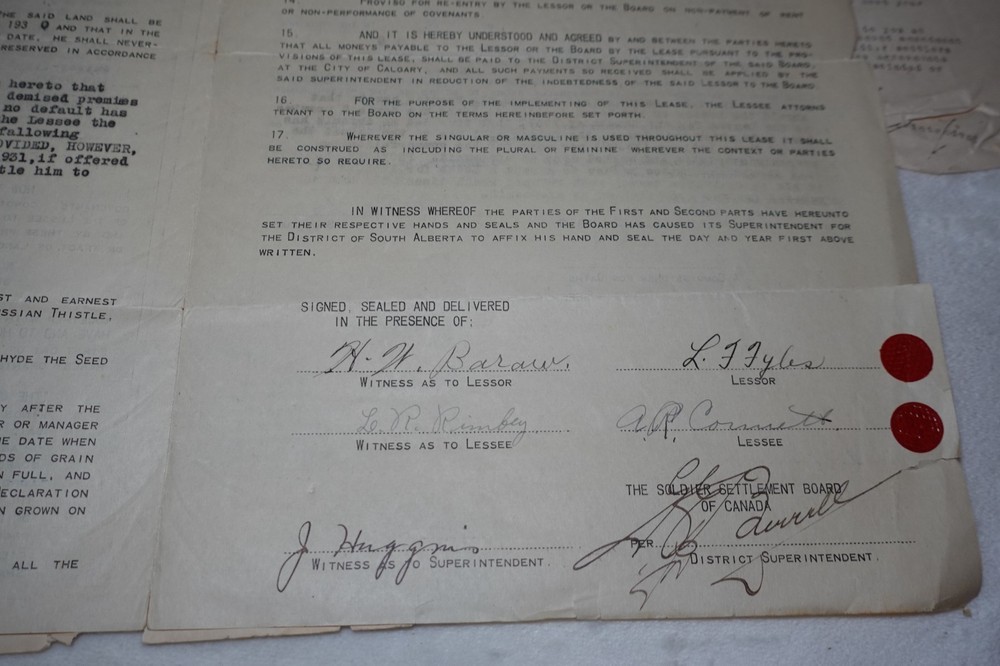 THE SAID LAND SHALL BE
193 0 AND THAT IN THE
DATE, HE SHALL NEVER-
RESERVED IN ACCORDANCE
hereto that
demised premises
no default has
the Lessee the
fallowing
OVIDED, HOWEVER,
931, if offered
tle him to
ST AND EARNEST
SSIAN THISTLE,
HYDE THE SEED
Y AFTER THE
R OR MANAGER
E DATE WHEN
DS OF GRAIN
N FULL, AND
ECLARATION
N GROWN ON
ALL THE
14. PROVISO FOR RE-ENTRY BY THE LESSOR OR THE BOARD ON NON-PAYMENT OF RENT
OR NON-PERFORMANCE OF COVENANTS
15. AND IT IS HEREBY UNDERSTOOD AND AGREED BY AND BETWEEN THE PARTIES HERETO
THAT ALL MONEYS PAYABLE TO THE LESSOR OR THE BOARD BY THE LEASE PURSUANT TO THE PRO-
VISIONS OF THIS LEASE, SHALL BE PAID TO THE DISTRICT SUPERINTENDENT OF THE SAID BOARD,
AT THE CITY OF CALGARY, AND ALL SUCH PAYMENTS SO RECEIVED SHALL BE APPLIED BY THE
SAID SUPERINTENDENT IN REDUCTION OF THE INDEBTEDNESS OF THE SAID LESSOR TO THE BOARD.
16. FOR THE PURPOSE OF THE IMPLEMENTING OF THIS LEASE, THE LESSEE ATTORNS
TENANT TO THE BOARD ON THE TERMS HEREINBEFORE SET FORTH.
17. WHEREVER THE SINGULAR OR MASCULINE IS USED THROUGHOUT THIS LEASE IT SHALL
BE CONSTRUED AS INCLUDING THE PLURAL OR FEMININE WHEREVER THE CONTEXT OR PARTIES
HERETO SO REQUIRE.
IN WITNESS WHEREOF THE PARTIES OF THE FIRST AND SECOND PARTS HAVE HEREUNTO
SET THEIR RESPECTIVE HANDS AND SEALS AND THE BOARD HAS CAUSED ITS SUPERINTENDENT FOR
THE DISTRICT OF SOUTH ALBERTA TO AFFIX HIS HAND AND SEAL THE DAY AND YEAR FIRST ABOVE
WRITTEN.
SIGNED, SEALED AND DELIVERED
IN THE PRESENCE OF:
H. W. Barow. L. F Fyles
WITNESS AS TO LESSOR LESSOR
L. R. Rimbey A.R. Connett.
WITNESS AS TO LESSEE LESSEE
THE SOLDIER SETTLEMENT BOARD
OF CANADA
J Huggins PER
WITNESS AS TO SUPERINTENDENT. DISTRICT SUPERINTENDENT.